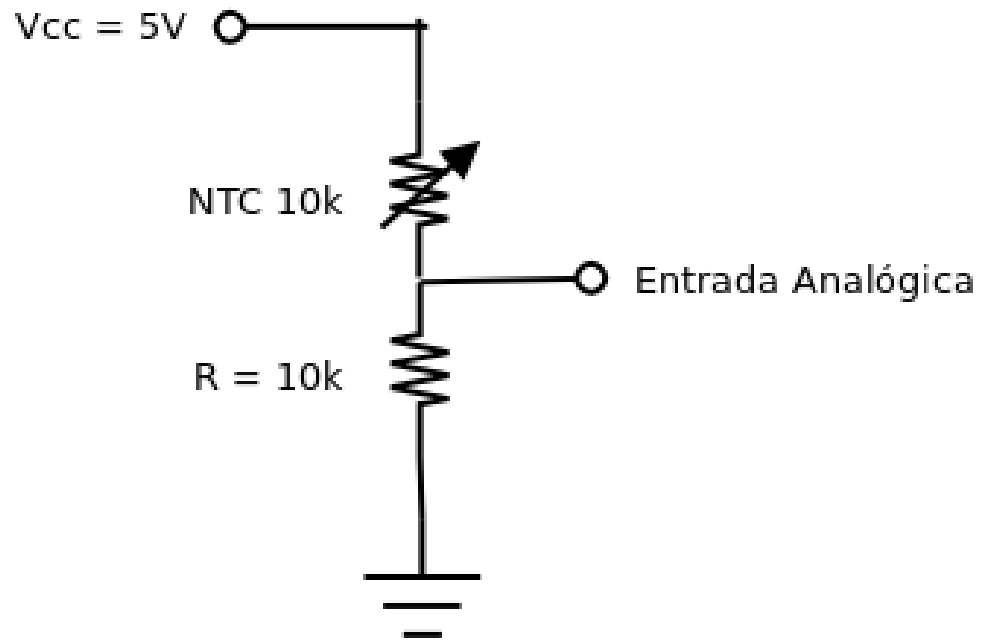 Vcc = 5V
NTC 10k
Entrada Analógica
R = 10k